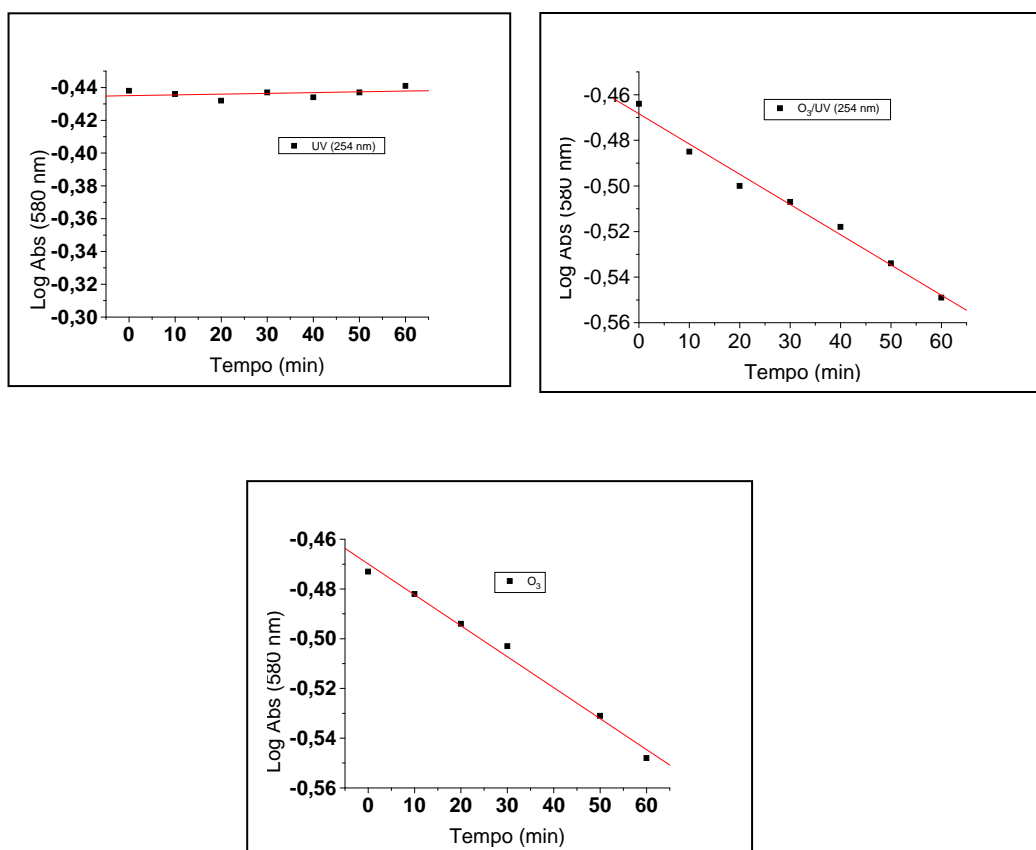 -0,44
-0,42
-0,40
-0,38
-0,36
-0,34
-0,32
-0,30
Log Abs (580 nm)
UV (254 nm)
0 10 20 30 40 50 60
Tempo (min)
-0,46
-0,48
-0,50
-0,52
-0,54
-0,56
Log Abs (580 nm)
O₃/UV (254 nm)
0 10 20 30 40 50 60
Tempo (min)
-0,46
-0,48
-0,50
-0,52
-0,54
-0,56
Log Abs (580 nm)
O₃
0 10 20 30 40 50 60
Tempo (min)